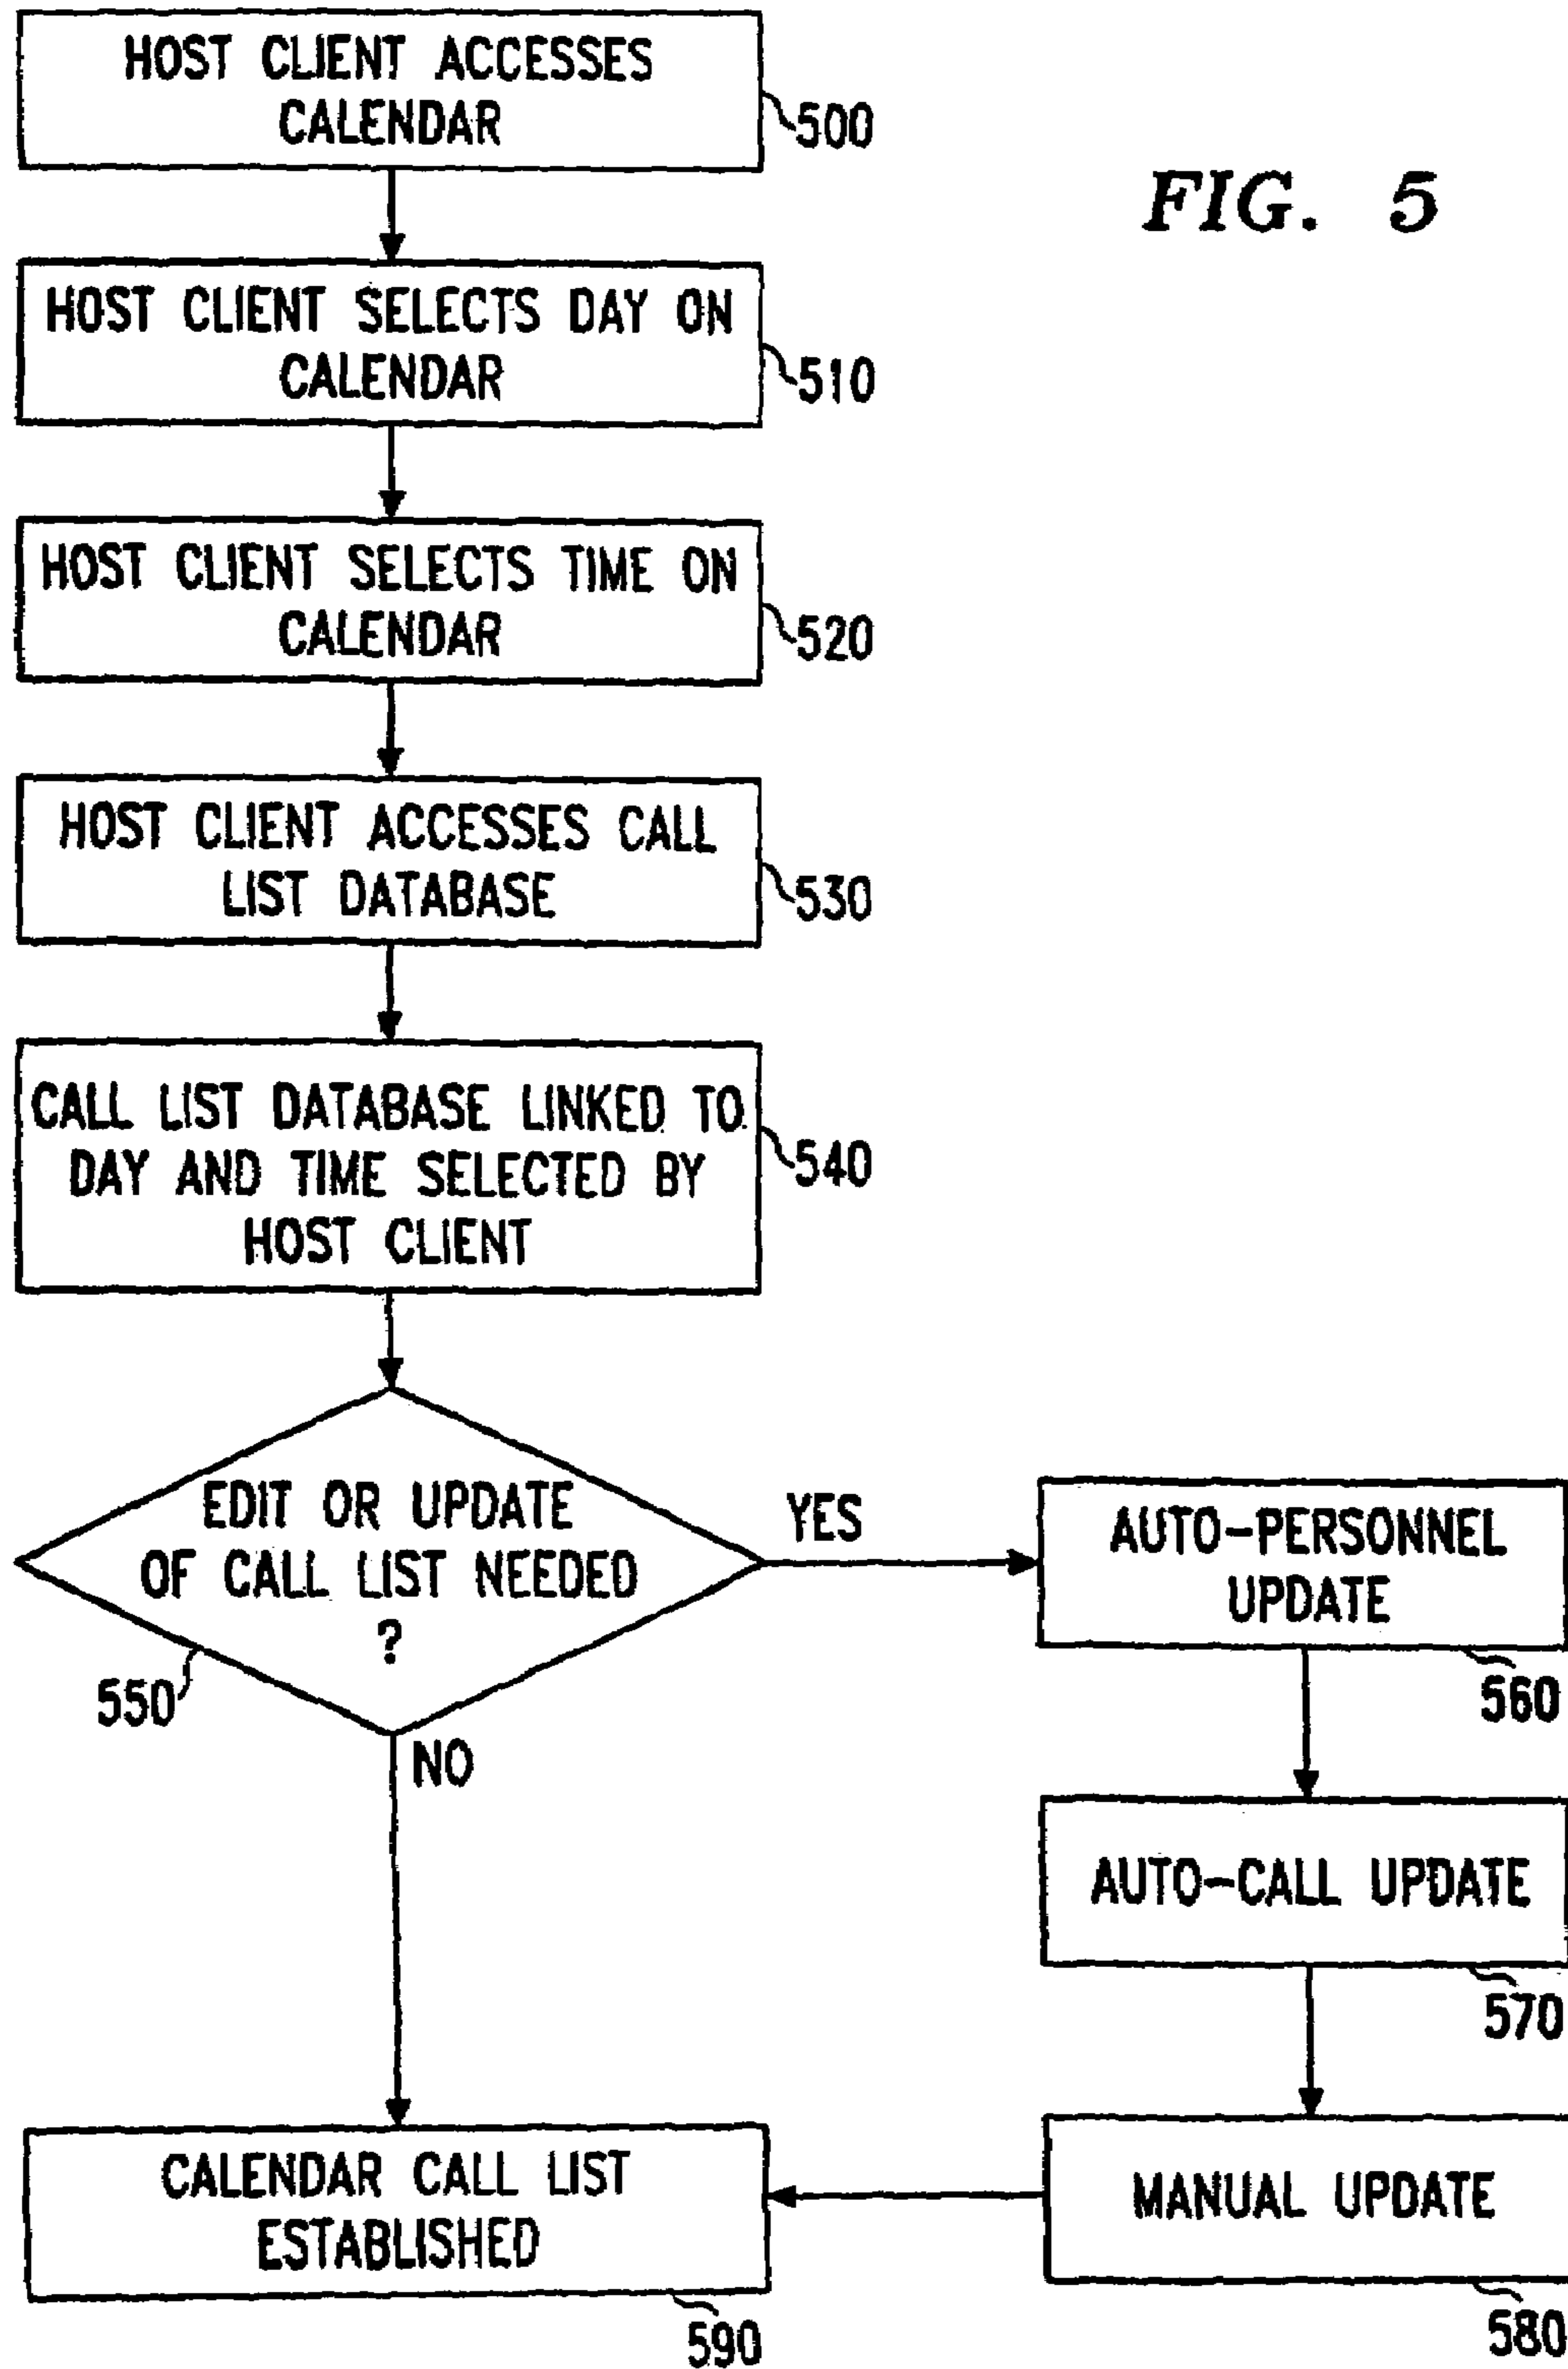 HOST CLIENT ACCESSES
CALENDAR
500
FIG. 5
HOST CLIENT SELECTS DAY ON
CALENDAR
510
HOST CLIENT SELECTS TIME ON
CALENDAR
520
HOST CLIENT ACCESSES CALL
LIST DATABASE
530
CALL LIST DATABASE LINKED TO
DAY AND TIME SELECTED BY
HOST CLIENT
540
EDIT OR UPDATE
OF CALL LIST NEEDED
?
550
YES
NO
AUTO-PERSONNEL
UPDATE
560
AUTO-CALL UPDATE
570
MANUAL UPDATE
580
CALENDAR CALL LIST
ESTABLISHED
590